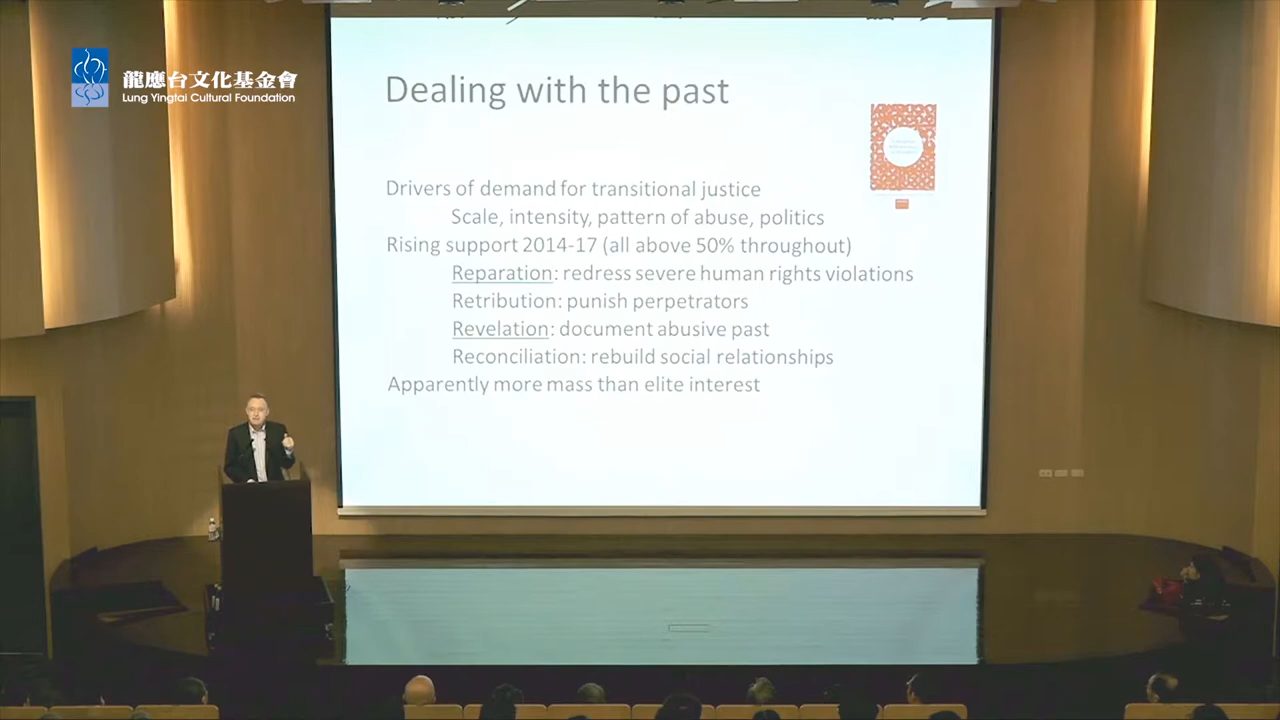 龍應台文化基金會
Lung Yingtai Cultural Foundation
Dealing with the past
Drivers of demand for transitional justice
Scale, intensity, pattern of abuse, politics
Rising support 2014-17 (all above 50% throughout)
Reparation: redress severe human rights violations
Retribution: punish perpetrators
Revelation: document abusive past
Reconciliation: rebuild social relationships
Apparently more mass than elite interest